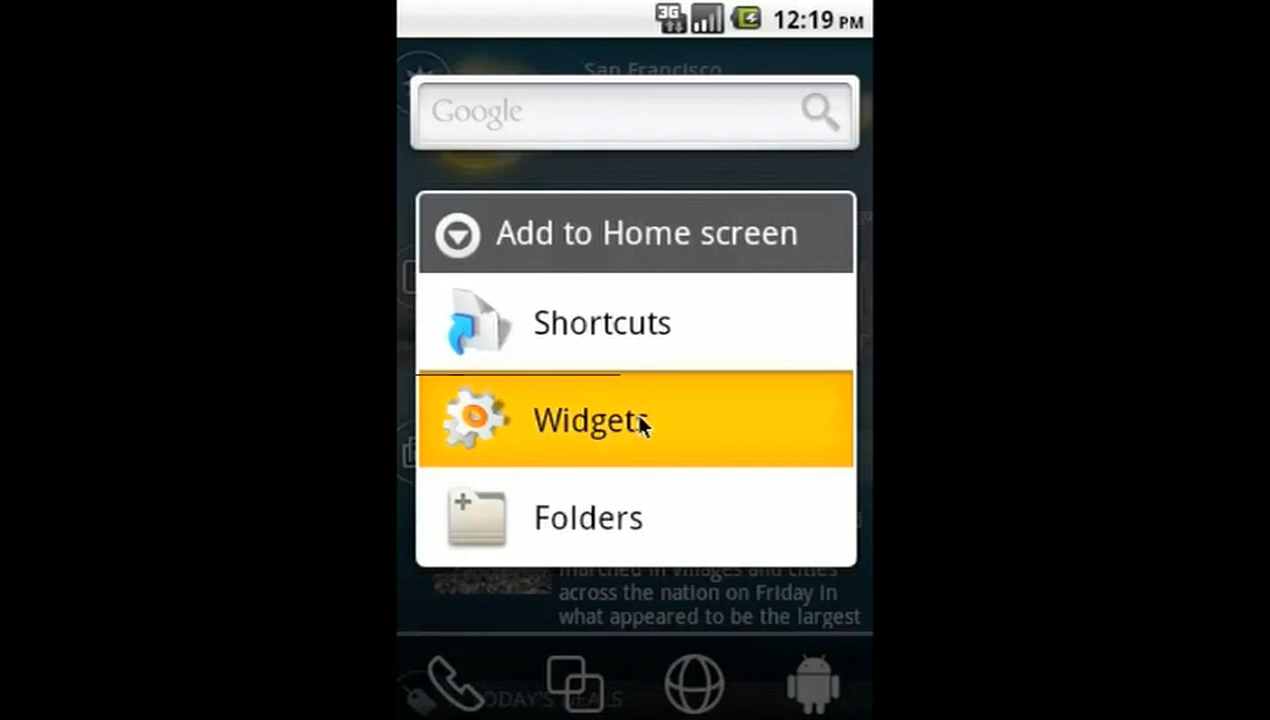 3G 12:19 PM
San Francisco
Google
Add to Home screen
Shortcuts
Widgets
Folders
marched in villages and cities
across the nation on Friday in
what appeared to be the largest
TODAY'S DEALS